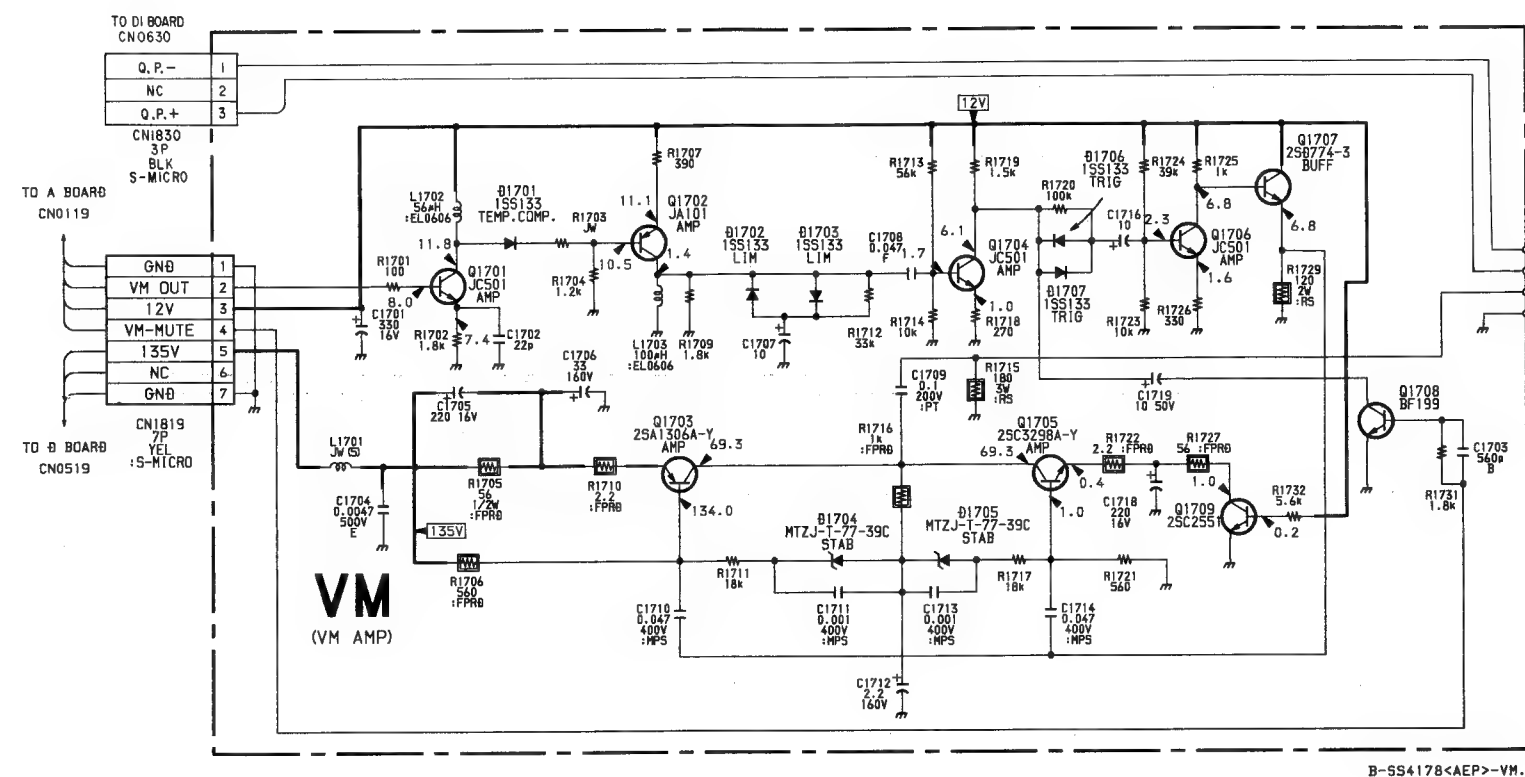 TO DI BOARD
CN0630
Q.P.- 1
NC 2
Q.P.+ 3
CN1830
3P
BLK
S-MICRO
TO A BOARD
CN0119
GND 1
VM OUT 2
12V 3
VM-MUTE 4
135V 5
NC 6
GND 7
CN1819
7P
YEL
:S-MICRO
TO D BOARD
CN0519
12V
R1707
390
L1702
56μH
:EL0606
D1701
1SS133
TEMP.COMP.
R1703
JW
11.1
Q1702
JA101
AMP
11.8
10.5
1.4
R1701
100
8.0
Q1701
JC501
AMP
R1704
1.2k
C1701
330
16V
R1702
1.8k
7.4
C1702
22p
L1703
100μH
:EL0606
R1709
1.8k
D1702
1SS133
LIM
D1703
1SS133
LIM
C1707
10
R1712
33k
C1708
0.047
F
1.7
R1713
56k
R1714
10k
R1719
1.5k
6.1
Q1704
JC501
AMP
1.0
R1718
270
R1720
100k
D1706
1SS133
TRIG
D1707
1SS133
TRIG
C1716
10
2.3
R1724
39k
R1723
10k
R1725
1k
6.8
Q1706
JC501
AMP
1.6
R1726
330
Q1707
2SD774-3
BUFF
6.8
R1729
120
2W
:RS
C1705
220 16V
C1706
33
160V
L1701
JW (5)
C1704
0.0047
500V
E
R1705
56
1/2W
:FPRD
135V
R1710
2.2
:FPRD
R1706
560
:FPRD
Q1703
2SA1306A-Y
AMP
69.3
134.0
R1711
18k
C1710
0.047
400V
:MPS
D1704
MTZJ-T-77-39C
STAB
C1711
0.001
400V
:MPS
C1709
0.1
200V
:PT
R1716
1k
:FPRD
R1715
180
3W
:RS
D1705
MTZJ-T-77-39C
STAB
C1713
0.001
400V
:MPS
C1712
2.2
160V
Q1705
2SC3298A-Y
AMP
69.3
0.4
1.0
R1717
18k
C1714
0.047
400V
:MPS
R1721
560
R1722
2.2 :FPRD
C1718
220
16V
R1727
56 :FPRD
1.0
Q1709
2SC2551
0.2
R1732
5.6k
C1719
10 50V
Q1708
BF199
R1731
1.8k
C1703
560p
B
VM
(VM AMP)
B-SS4178<AEP>-VM.